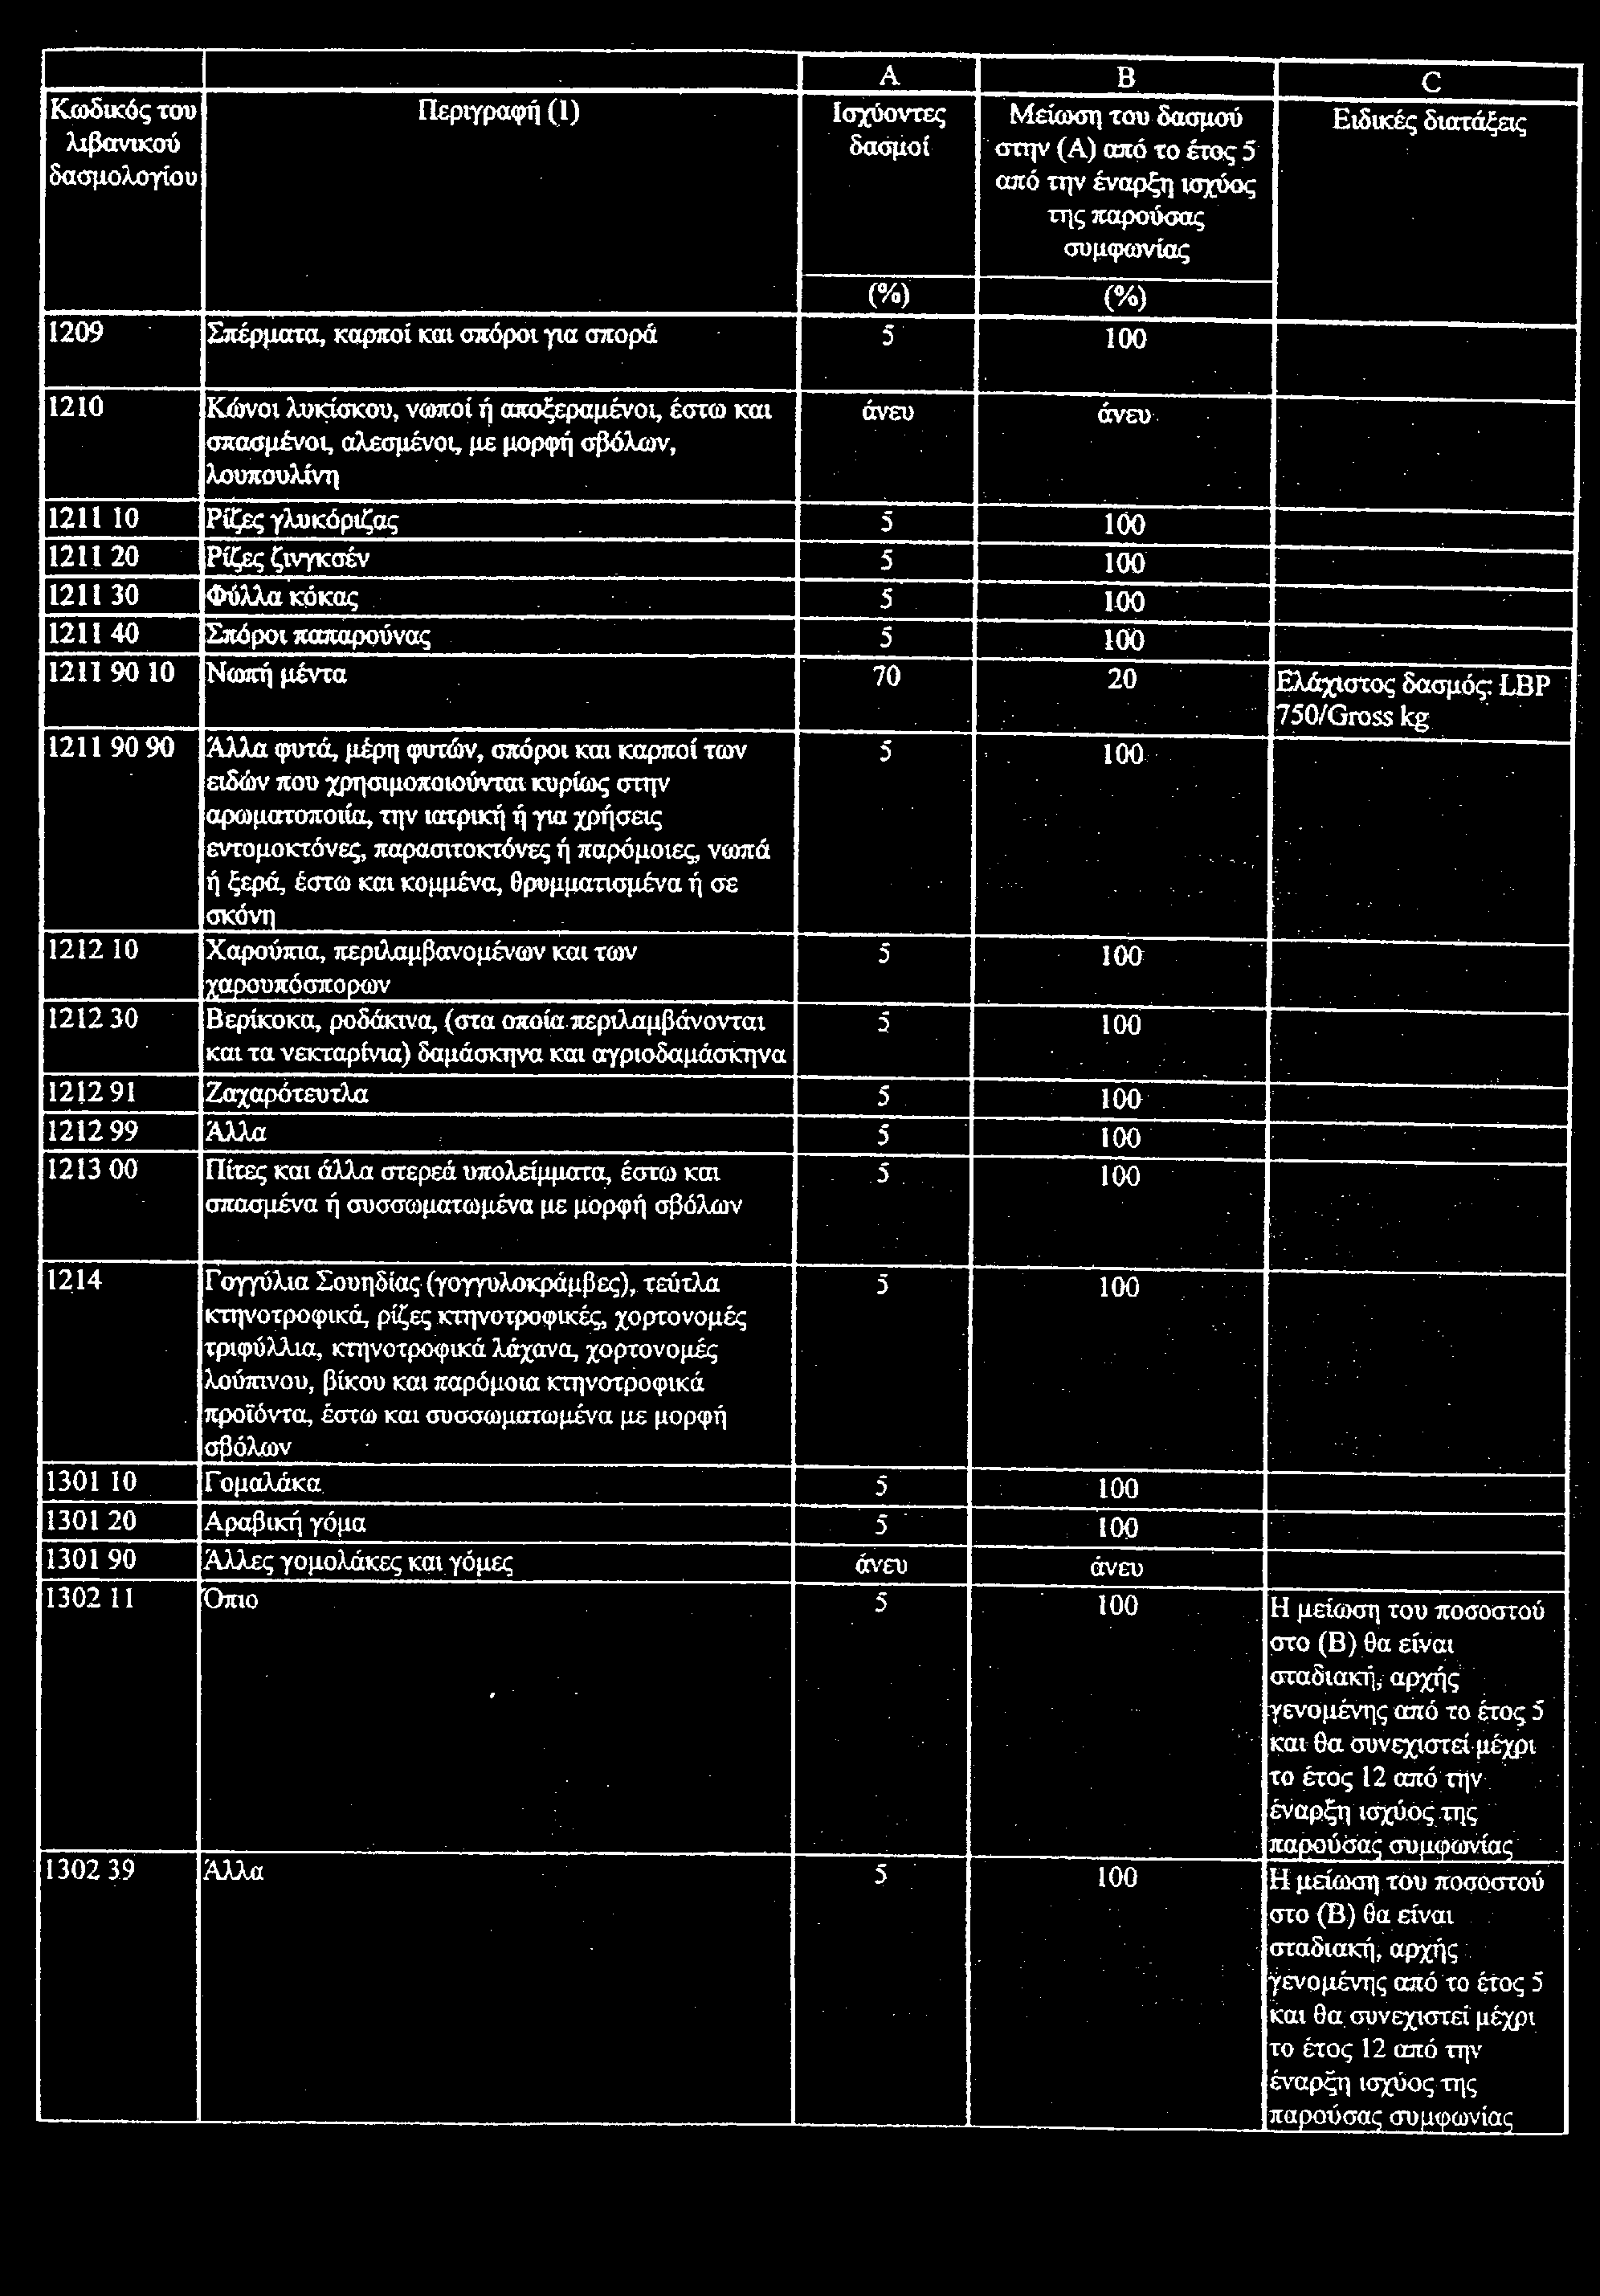 A B C
Κωδικός του Περιγραφή (1) Ισχύοντες Μείωση του δασμού Ειδικές διατάξεις
λιβανικού δασμοί στην (Α) από το έτος 5
δασμολογίου από την έναρξη ισχύος
της παρούσας
συμφωνίας
(%) (%)
1209 Σπέρματα, καρποί και σπόροι για σπορά 5 100
1210 Κώνοι λυκίσκου, νωποί ή αποξεραμένοι, έστω και άνευ άνευ
σπασμένοι, αλεσμένοι, με μορφή σβόλων,
λουπουλίνη
1211 10 Ρίζες γλυκόριζας 5 100
1211 20 Ρίζες ζινγκσέν 5 100
1211 30 Φύλλα κόκας 5 100
1211 40 Σπόροι παπαρούνας 5 100
1211 90 10 Νωπή μέντα 70 20 Ελάχιστος δασμός: LBP
750/Gross kg
1211 90 90 Άλλα φυτά, μέρη φυτών, σπόροι και καρποί των 5 100
ειδών που χρησιμοποιούνται κυρίως στην
αρωματοποιία, την ιατρική ή για χρήσεις
εντομοκτόνες, παρασιτοκτόνες ή παρόμοιες, νωπά
ή ξερά, έστω και κομμένα, θρυμματισμένα ή σε
σκόνη
1212 10 Χαρούπια, περιλαμβανομένων και των 5 100
χαρουπόσπορων
1212 30 Βερίκοκα, ροδάκινα, (στα οποία περιλαμβάνονται 5 100
και τα νεκταρίνια) δαμάσκηνα και αγριοδαμάσκηνα
1212 91 Ζαχαρότευτλα 5 100
1212 99 Άλλα 5 100
1213 00 Πίτες και άλλα στερεά υπολείμματα, έστω και 5 100
σπασμένα ή συσσωματωμένα με μορφή σβόλων
1214 Γογγύλια Σουηδίας (γογγυλοκράμβες), τεύτλα 5 100
κτηνοτροφικά, ρίζες κτηνοτροφικές, χορτονομές
τριφύλλια, κτηνοτροφικά λάχανα, χορτονομές
λούπινου, βίκου και παρόμοια κτηνοτροφικά
προϊόντα, έστω και συσσωματωμένα με μορφή
σβόλων
1301 10 Γομαλάκα 5 100
1301 20 Αραβική γόμα 5 100
1301 90 Άλλες γομολάκες και γόμες άνευ άνευ
1302 11 Όπιο 5 100 Η μείωση του ποσοστού
στο (Β) θα είναι
σταδιακή, αρχής
γενομένης από το έτος 5
και θα συνεχιστεί μέχρι
το έτος 12 από την
έναρξη ισχύος της
παρούσας συμφωνίας
1302 39 Άλλα 5 100 Η μείωση του ποσοστού
στο (Β) θα είναι
σταδιακή, αρχής
γενομένης από το έτος 5
και θα συνεχιστεί μέχρι
το έτος 12 από την
έναρξη ισχύος της
παρούσας συμφωνίας